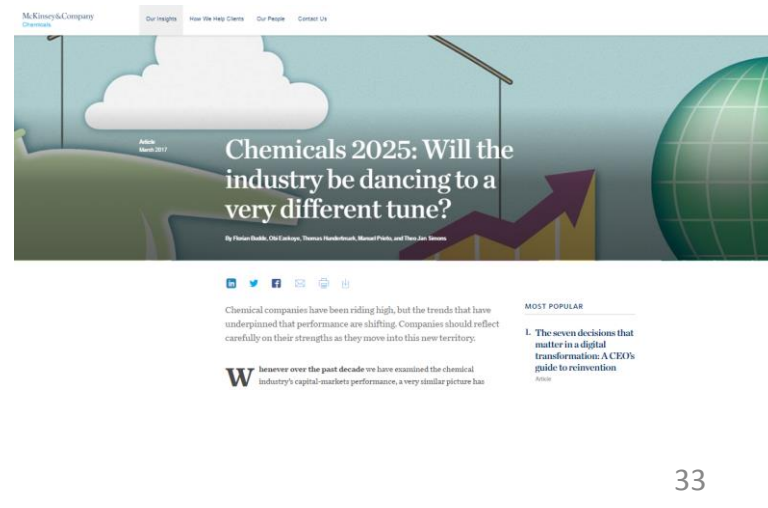 McKinsey&Company
Chemicals
Our Insights
How We Help Clients
Our People
Contact Us
Article
March 2017
Chemicals 2025: Will the
industry be dancing to a
very different tune?
By Florian Budde, Obi Ezekoye, Thomas Hundertmark, Manuel Prieto, and Theo Jan Simons
Chemical companies have been riding high, but the trends that have
underpinned that performance are shifting. Companies should reflect
carefully on their strengths as they move into this new territory.
Whenever over the past decade we have examined the chemical
industry's capital-markets performance, a very similar picture has
MOST POPULAR
1. The seven decisions that
matter in a digital
transformation: A CEO's
guide to reinvention
Article
33